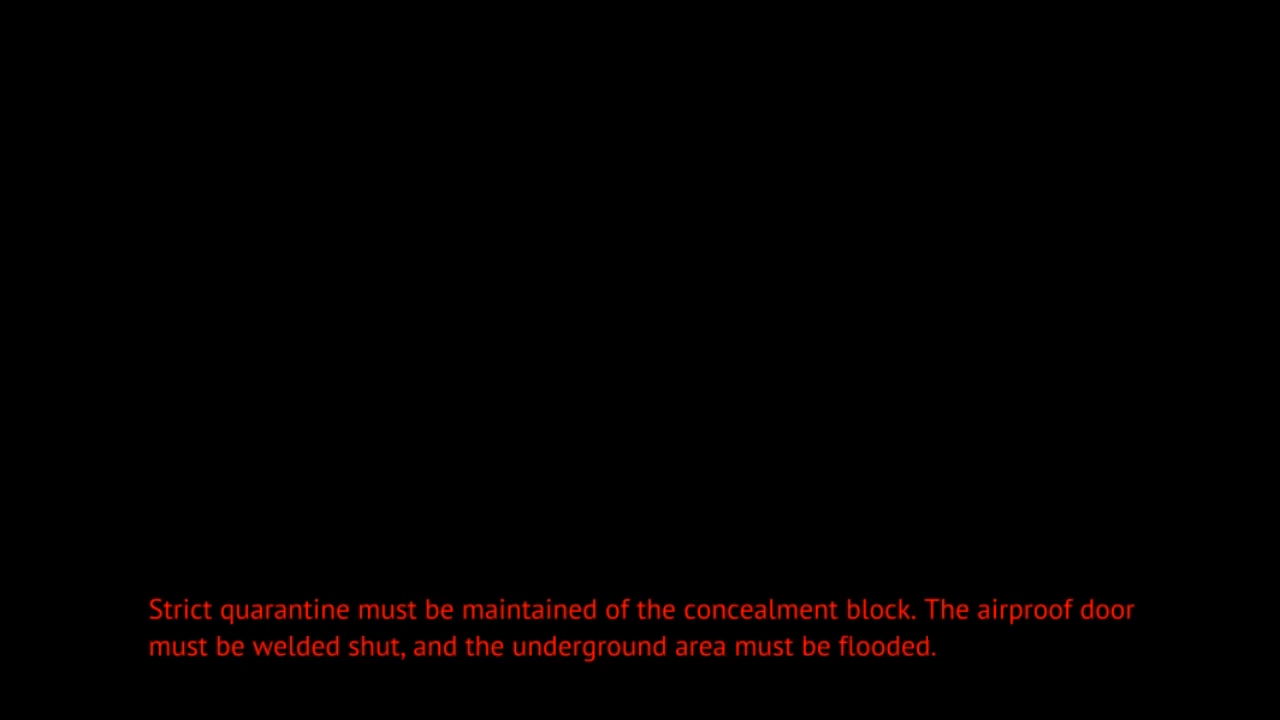 Strict quarantine must be maintained of the concealment block. The airproof door
must be welded shut, and the underground area must be flooded.